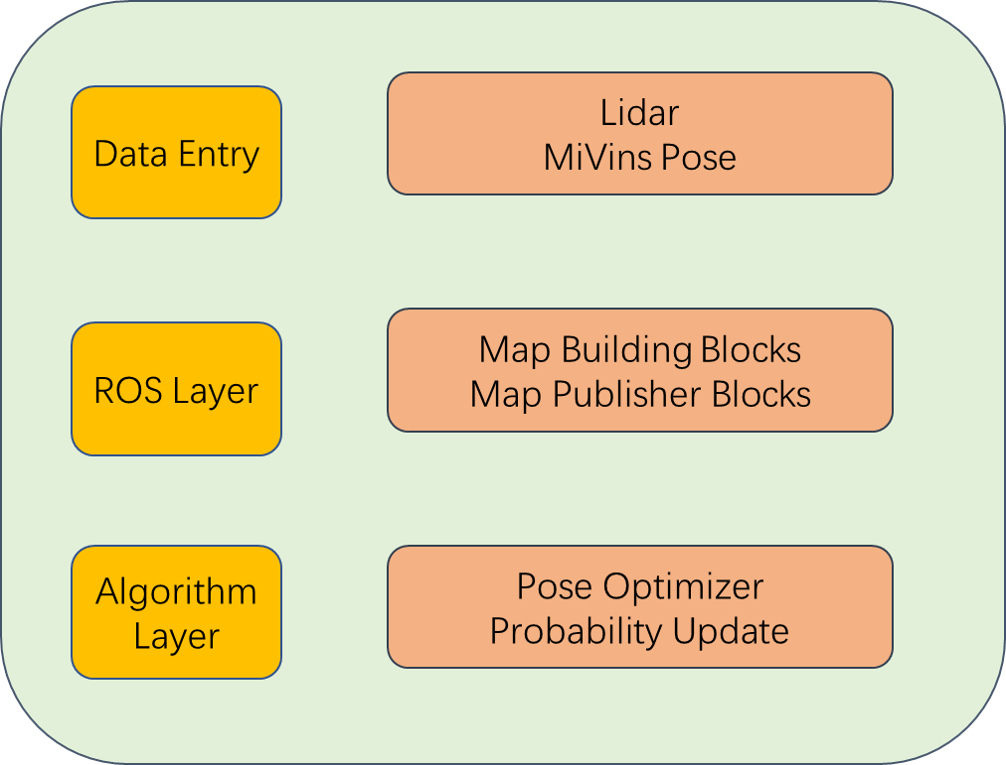 Data Entry
Lidar
MiVins Pose
ROS Layer
Map Building Blocks
Map Publisher Blocks
Algorithm
Layer
Pose Optimizer
Probability Update